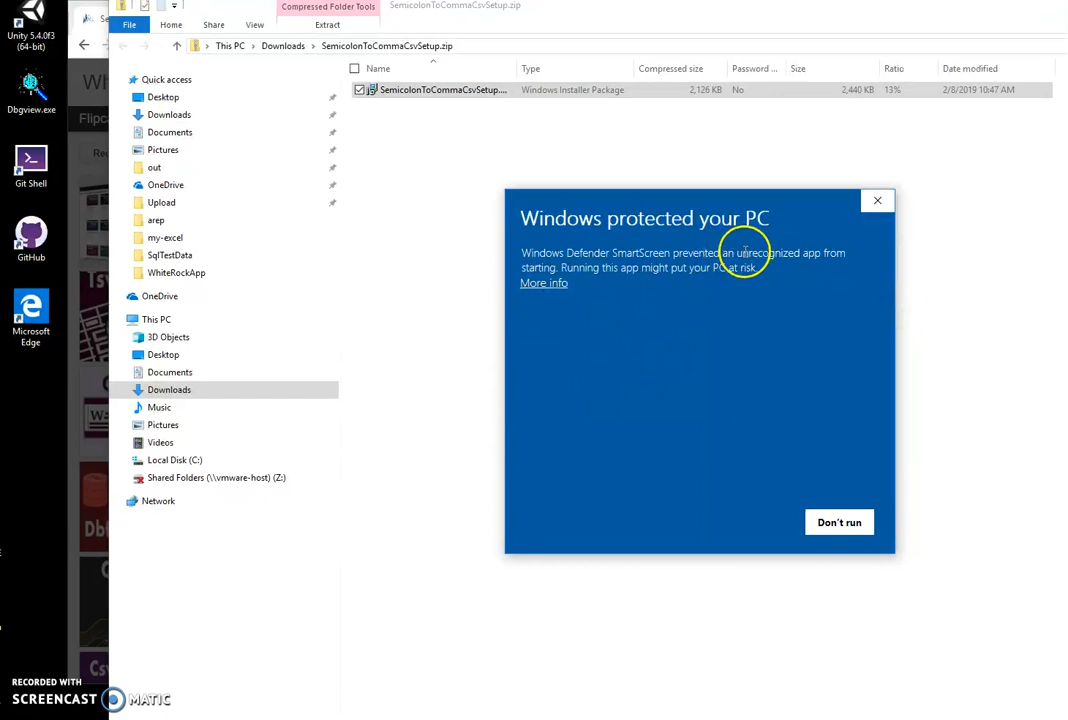 Compressed Folder Tools
SemicolonToCommaCsvSetup.zip
File
Home
Share
View
Extract
This PC
Downloads
SemicolonToCommaCsvSetup.zip
Name
Type
Compressed size
Password ...
Size
Ratio
Date modified
SemicolonToCommaCsvSetup....
Windows Installer Package
2,126 KB
No
2,440 KB
13%
2/8/2019 10:47 AM
Unity 5.4.0f3
(64-bit)
Dbgview.exe
Git Shell
GitHub
Microsoft
Edge
Quick access
Desktop
Downloads
Documents
Pictures
out
OneDrive
Upload
arep
my-excel
SqlTestData
WhiteRockApp
OneDrive
This PC
3D Objects
Desktop
Documents
Downloads
Music
Pictures
Videos
Local Disk (C:)
Shared Folders (\\vmware-host) (Z:)
Network
Windows protected your PC
Windows Defender SmartScreen prevented an unrecognized app from
starting. Running this app might put your PC at risk.
More info
Don't run
RECORDED WITH
SCREENCAST MATIC